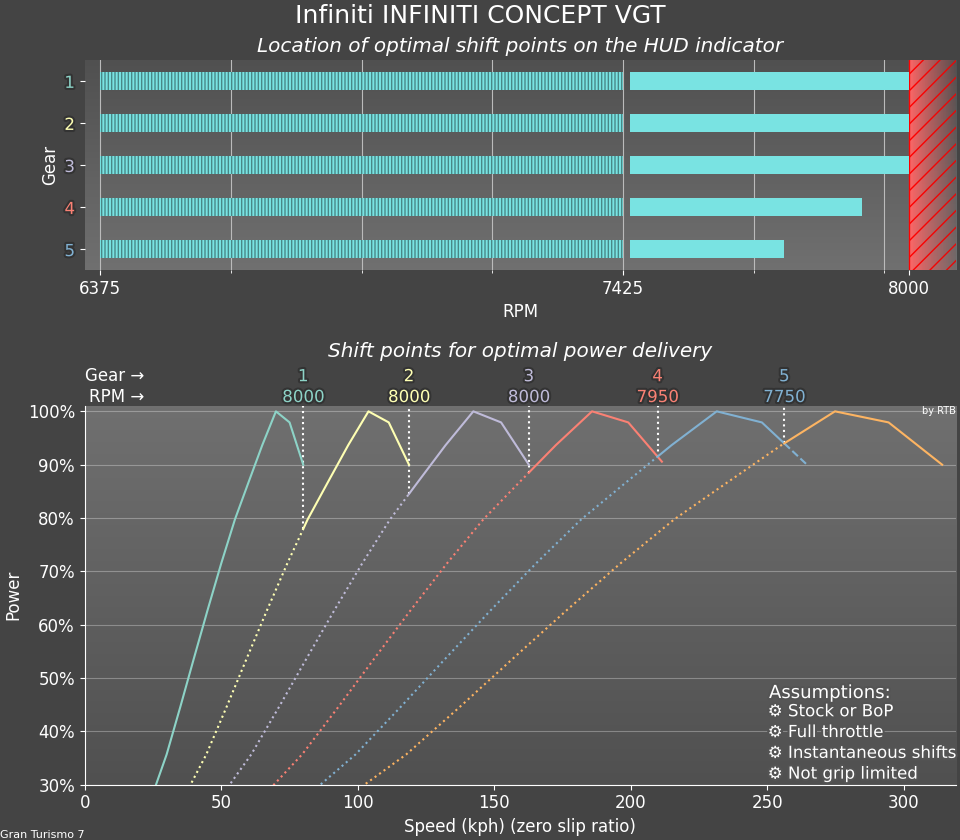 Infiniti INFINITI CONCEPT VGT
Location of optimal shift points on the HUD indicator
Gear
1
2
3
4
5
6375 7425 8000
RPM
Shift points for optimal power delivery
Gear → 1 2 3 4 5
RPM → 8000 8000 8000 7950 7750
by RTB
Power
100%
90%
80%
70%
60%
50%
40%
30%
Assumptions:
⚙ Stock or BoP
⚙ Full throttle
⚙ Instantaneous shifts
⚙ Not grip limited
0 50 100 150 200 250 300
Speed (kph) (zero slip ratio)
Gran Turismo 7